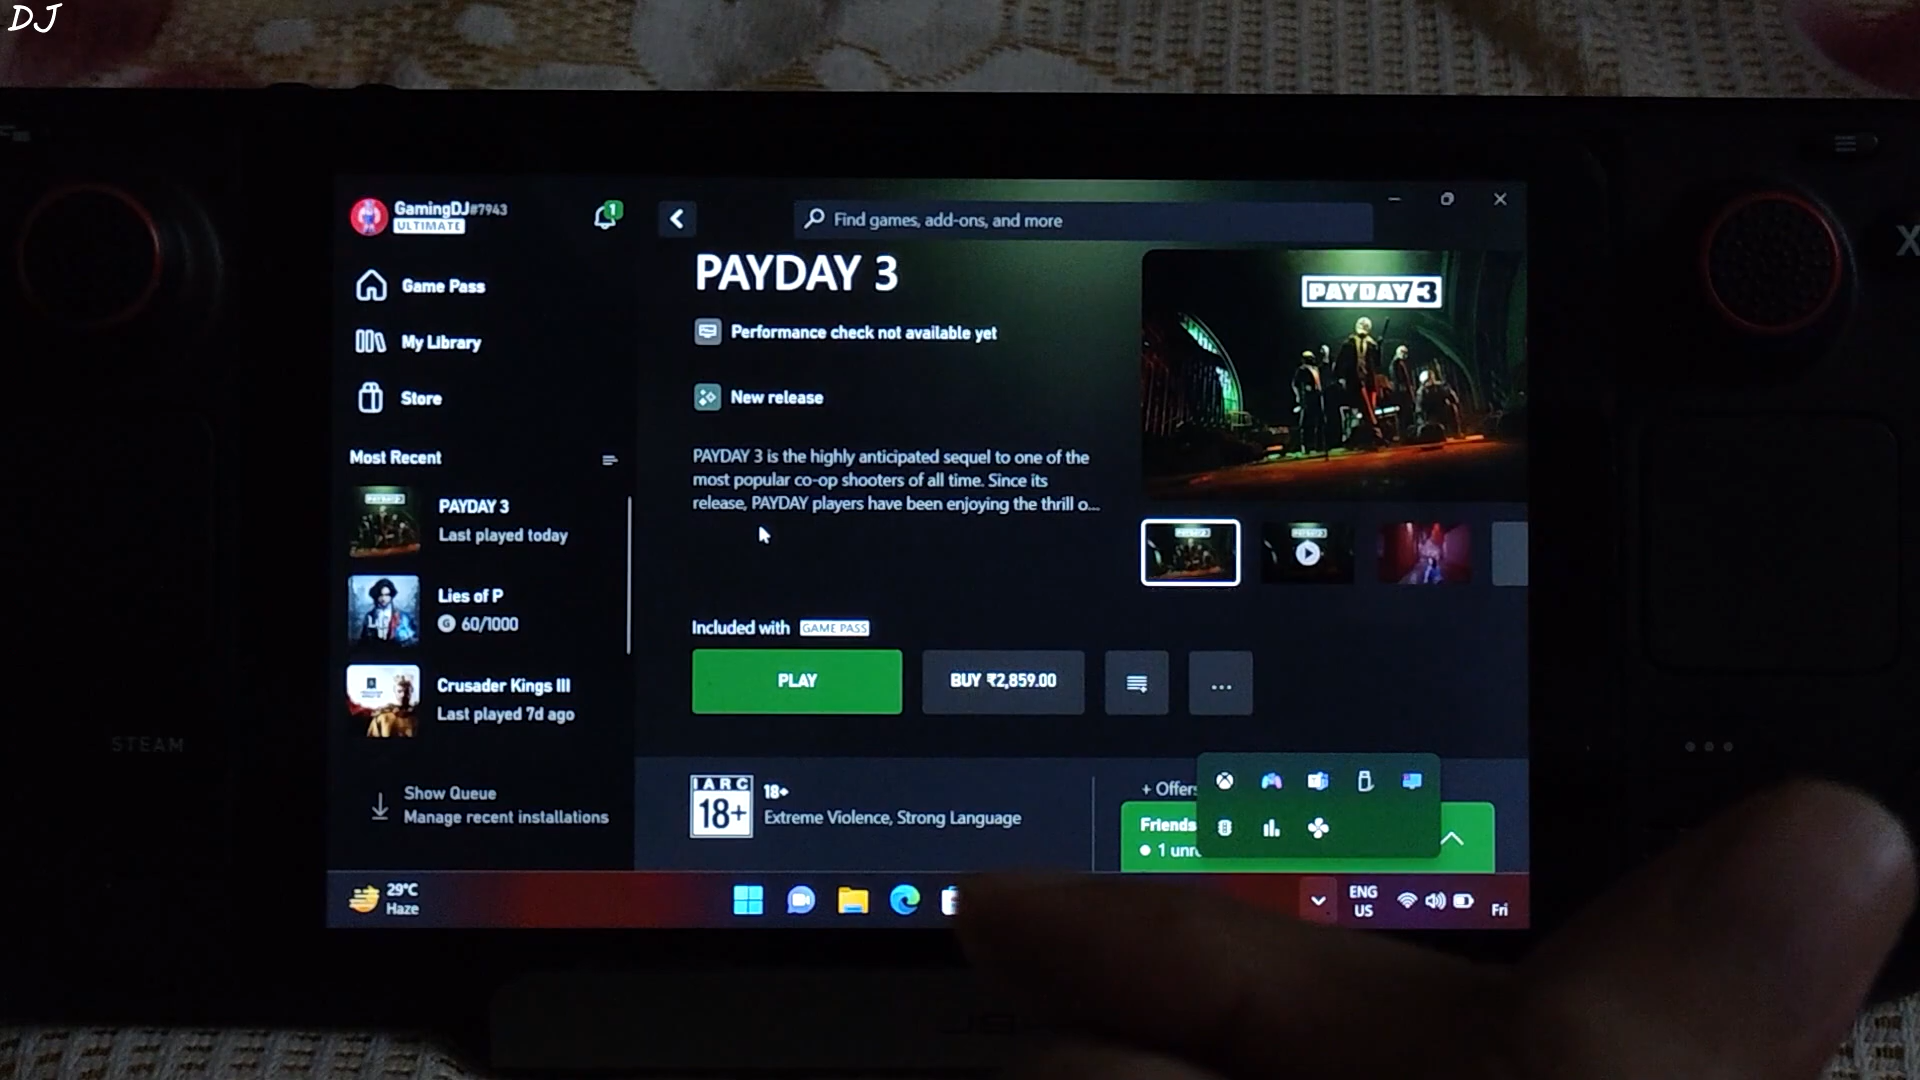 DJ
GamingDJ#7943
ULTIMATE
1
Find games, add-ons, and more
Game Pass
My Library
Store
Most Recent
PAYDAY 3
Last played today
Lies of P
60/1000
Crusader Kings III
Last played 7d ago
Show Queue
Manage recent installations
PAYDAY 3
Performance check not available yet
New release
PAYDAY 3 is the highly anticipated sequel to one of the
most popular co-op shooters of all time. Since its
release, PAYDAY players have been enjoying the thrill o...
PAYDAY 3
Included with GAME PASS
PLAY
BUY ₹2,859.00
...
IARC
18+
18+
Extreme Violence, Strong Language
+ Offers
Friends
1 unr
29°C
Haze
ENG
US
Fri
STEAM
X